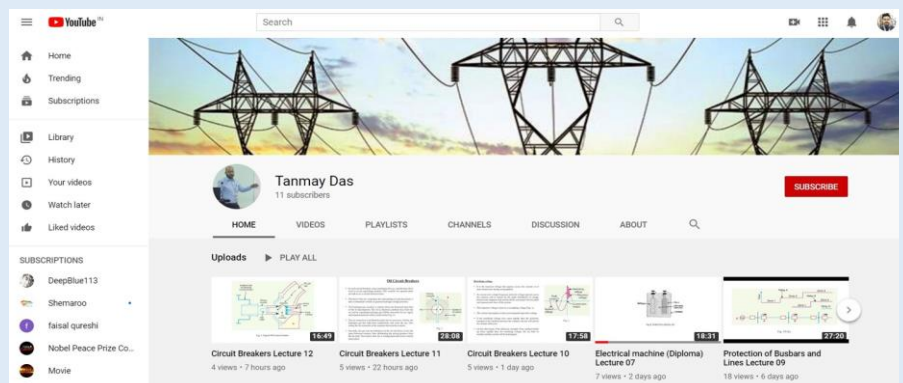 YouTube IN
Search
Home
Trending
Subscriptions
Library
History
Your videos
Watch later
Liked videos
SUBSCRIPTIONS
DeepBlue113
Shemaroo
faisal qureshi
Nobel Peace Prize Co...
Movie
Tanmay Das
11 subscribers
SUBSCRIBE
HOME VIDEOS PLAYLISTS CHANNELS DISCUSSION ABOUT
Uploads PLAY ALL
16:49
Circuit Breakers Lecture 12
4 views • 7 hours ago
Oil Circuit Breakers
28:08
Circuit Breakers Lecture 11
5 views • 22 hours ago
17:58
Circuit Breakers Lecture 10
5 views • 1 day ago
18:31
Electrical machine (Diploma)
Lecture 07
7 views • 2 days ago
27:20
Protection of Busbars and
Lines Lecture 09
18 views • 6 days ago